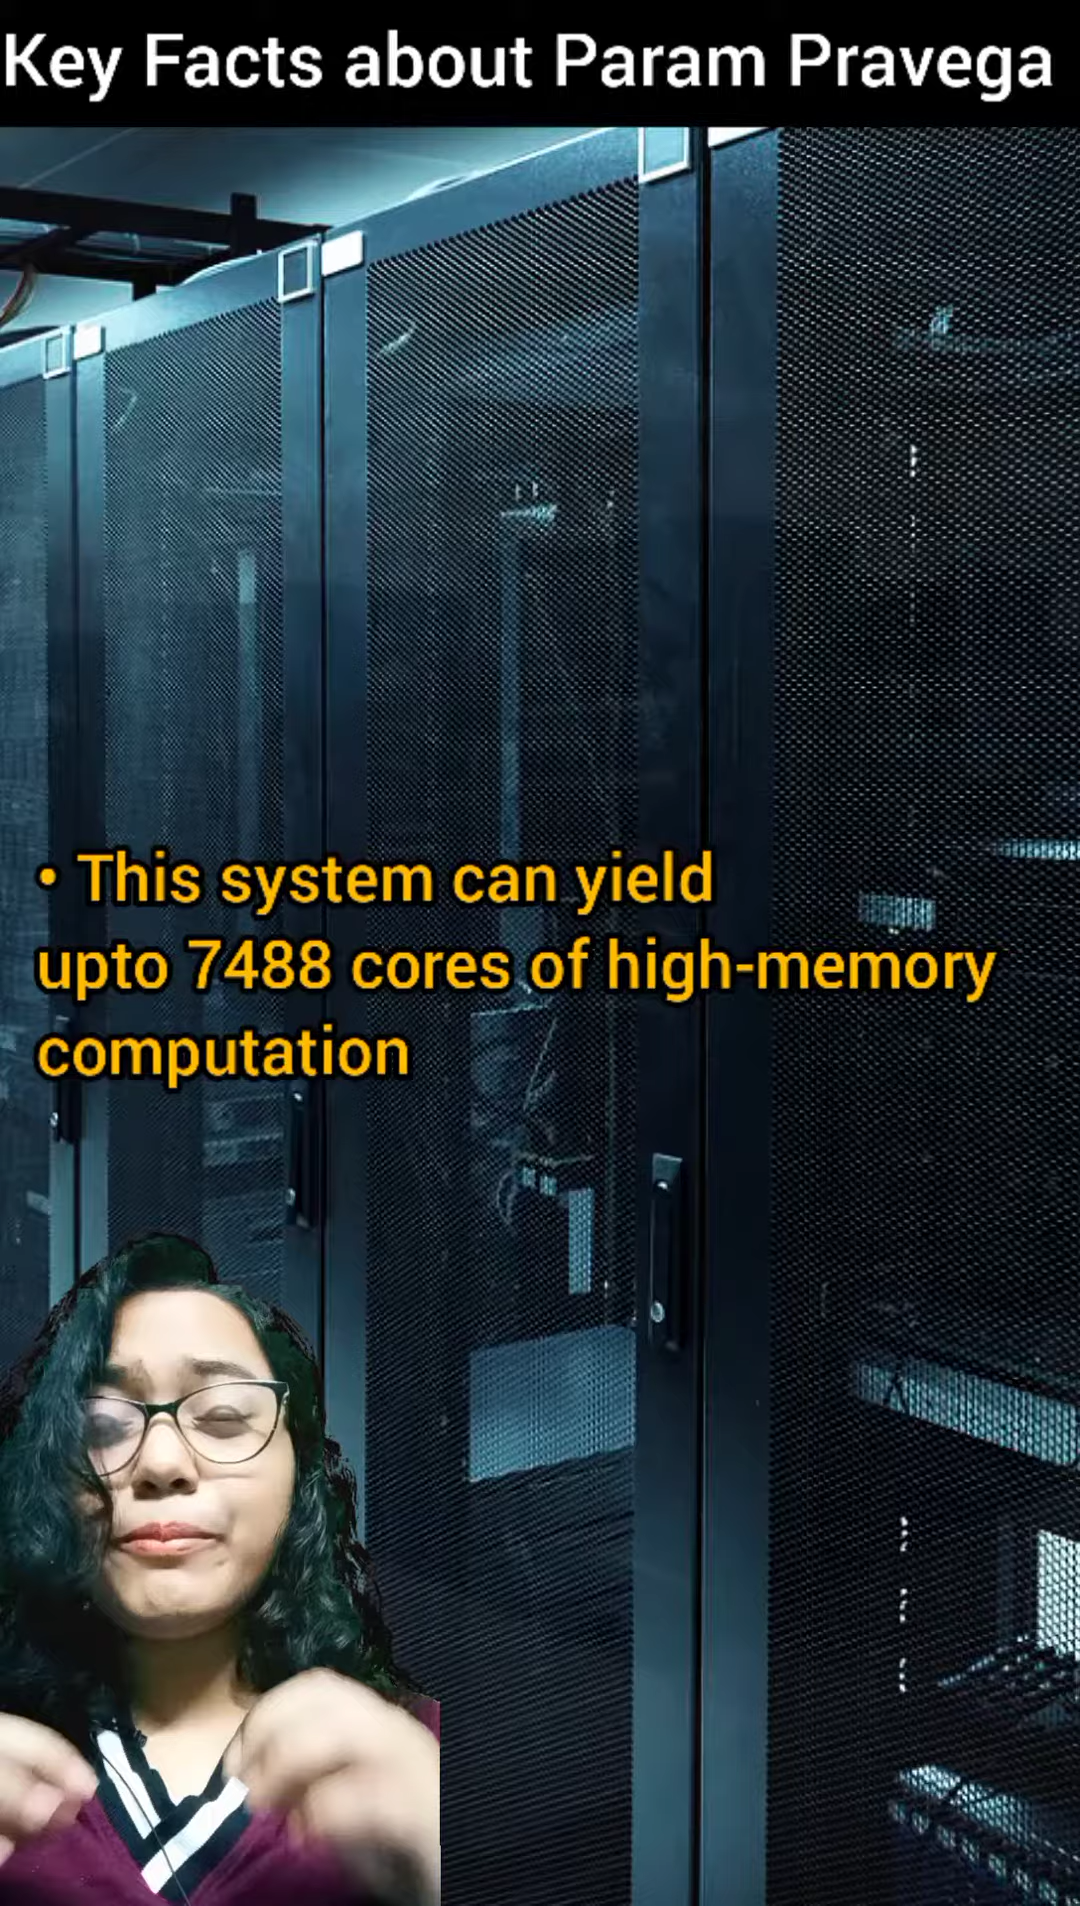 Key Facts about Param Pravega
• This system can yield
upto 7488 cores of high-memory
computation